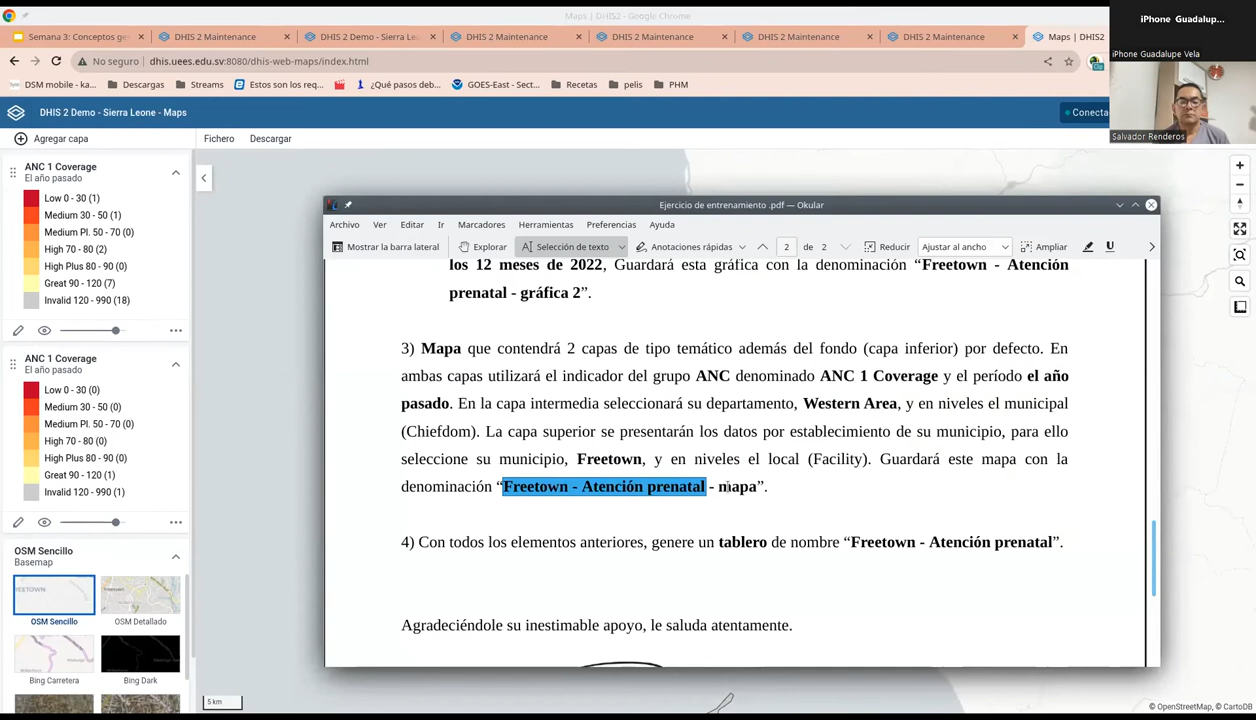 Maps | DHIS2 - Google Chrome
Semana 3: Conceptos ge
DHIS 2 Maintenance
DHIS 2 Demo - Sierra Leone
DHIS 2 Maintenance
DHIS 2 Maintenance
DHIS 2 Maintenance
DHIS 2 Maintenance
Maps | DHIS2
No seguro
dhis.uees.edu.sv:8080/dhis-web-maps/index.html
OSM mobile - ka...
Descargas
Streams
Estos son los req...
¿Qué pasos deb...
GOES-East - Sect...
Recetas
pelis
PHM
iPhone Guadalup...
iPhone Guadalupe Vela
Salvador Renderos
DHIS 2 Demo - Sierra Leone - Maps
Conecta
Agregar capa
Fichero
Descargar
ANC 1 Coverage
El año pasado
Low 0 - 30 (1)
Medium 30 - 50 (1)
Medium Pl. 50 - 70 (0)
High 70 - 80 (2)
High Plus 80 - 90 (0)
Great 90 - 120 (7)
Invalid 120 - 990 (18)
ANC 1 Coverage
El año pasado
Low 0 - 30 (0)
Medium 30 - 50 (0)
Medium Pl. 50 - 70 (0)
High 70 - 80 (0)
High Plus 80 - 90 (0)
Great 90 - 120 (1)
Invalid 120 - 990 (1)
OSM Sencillo
Basemap
OSM Sencillo
OSM Detallado
Bing Carretera
Bing Dark
Ejercicio de entrenamiento .pdf — Okular
Archivo
Ver
Editar
Ir
Marcadores
Herramientas
Preferencias
Ayuda
Mostrar la barra lateral
Explorar
Selección de texto
Anotaciones rápidas
2 de 2
Reducir
Ajustar al ancho
Ampliar
los 12 meses de 2022, Guardará esta gráfica con la denominación “Freetown - Atención
prenatal - gráfica 2”.
3) Mapa que contendrá 2 capas de tipo temático además del fondo (capa inferior) por defecto. En
ambas capas utilizará el indicador del grupo ANC denominado ANC 1 Coverage y el período el año
pasado. En la capa intermedia seleccionará su departamento, Western Area, y en niveles el municipal
(Chiefdom). La capa superior se presentarán los datos por establecimiento de su municipio, para ello
seleccione su municipio, Freetown, y en niveles el local (Facility). Guardará este mapa con la
denominación “Freetown - Atención prenatal - mapa”.
4) Con todos los elementos anteriores, genere un tablero de nombre “Freetown - Atención prenatal”.
Agradeciéndole su inestimable apoyo, le saluda atentamente.
5 km
© OpenStreetMap, © CartoDB